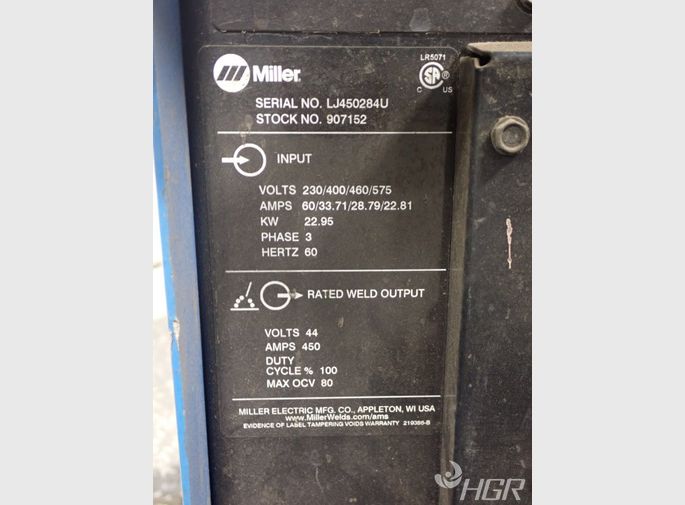 Miller®
LR5071
SA®
C US
SERIAL NO. LJ450284U
STOCK NO. 907152
INPUT
VOLTS 230/400/460/575
AMPS 60/33.71/28.79/22.81
KW 22.95
PHASE 3
HERTZ 60
RATED WELD OUTPUT
VOLTS 44
AMPS 450
DUTY
CYCLE % 100
MAX OCV 80
MILLER ELECTRIC MFG. CO., APPLETON, WI USA
www.MillerWelds.com/ams
EVIDENCE OF LABEL TAMPERING VOIDS WARRANTY 219386-B
HGR